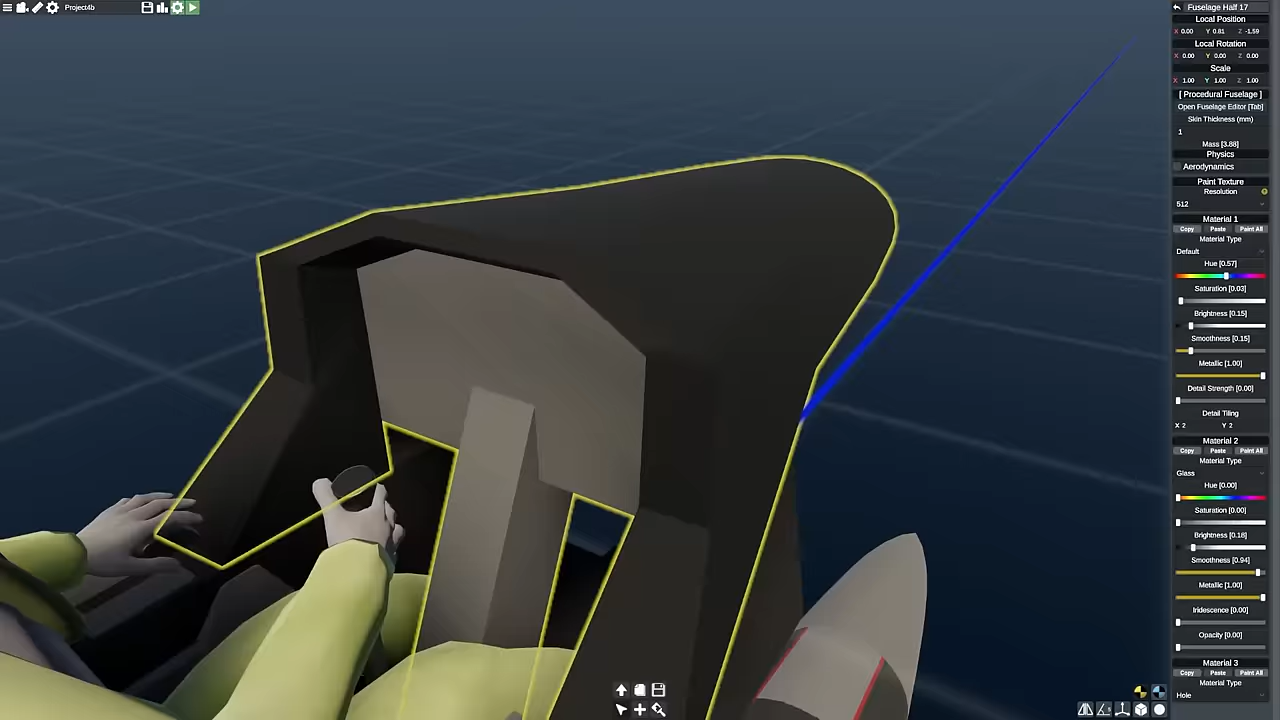 Project4b
Fuselage Half 17
Local Position
X 0.00 Y 0.81 Z -1.59
Local Rotation
X 0.00 Y 0.00 Z 0.00
Scale
X 1.00 Y 1.00 Z 1.00
[ Procedural Fuselage ]
Open Fuselage Editor [Tab]
Skin Thickness (mm)
1
Mass [3.88]
Physics
Aerodynamics
Paint Texture
Resolution
512
Material 1
Copy Paste Paint All
Material Type
Default
Hue [0.57]
Saturation [0.03]
Brightness [0.15]
Smoothness [0.15]
Metallic [1.00]
Detail Strength [0.00]
Detail Tiling
X 2 Y 2
Material 2
Copy Paste Paint All
Material Type
Glass
Hue [0.00]
Saturation [0.00]
Brightness [0.18]
Smoothness [0.94]
Metallic [1.00]
Iridescence [0.00]
Opacity [0.00]
Material 3
Copy Paste Paint All
Material Type
Hole